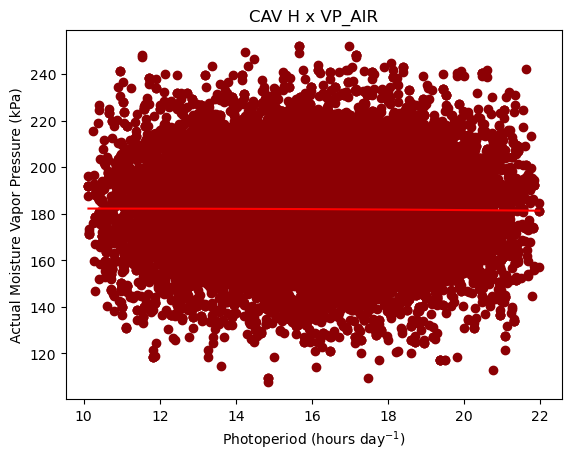 CAV H x VP_AIR
Actual Moisture Vapor Pressure (kPa)
240
220
200
180
160
140
120
10 12 14 16 18 20 22
Photoperiod (hours day⁻¹)